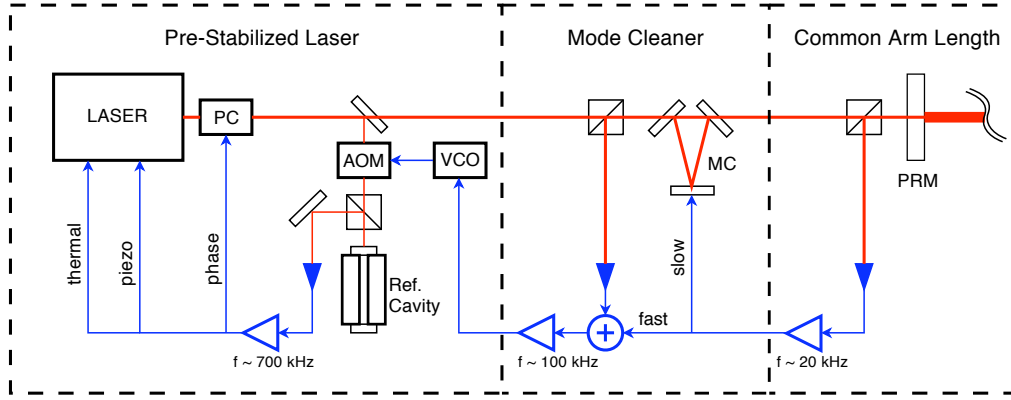 Pre-Stabilized Laser
Mode Cleaner
Common Arm Length
LASER
PC
AOM
VCO
MC
PRM
thermal
piezo
phase
Ref.
Cavity
slow
fast
+
f ~ 700 kHz
f ~ 100 kHz
f ~ 20 kHz